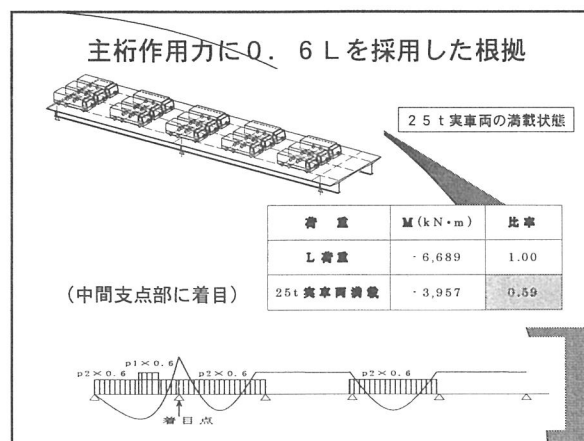 主桁作用力に０．６Ｌを採用した根拠
２５ｔ実車両の満載状態
荷　重 M(kN・m) 比率
Ｌ荷重 -6,689 1.00
25t実車両満載 -3,957 0.59
（中間支点部に着目）
p1×0.6
p2×0.6 p2×0.6 p2×0.6
着目点